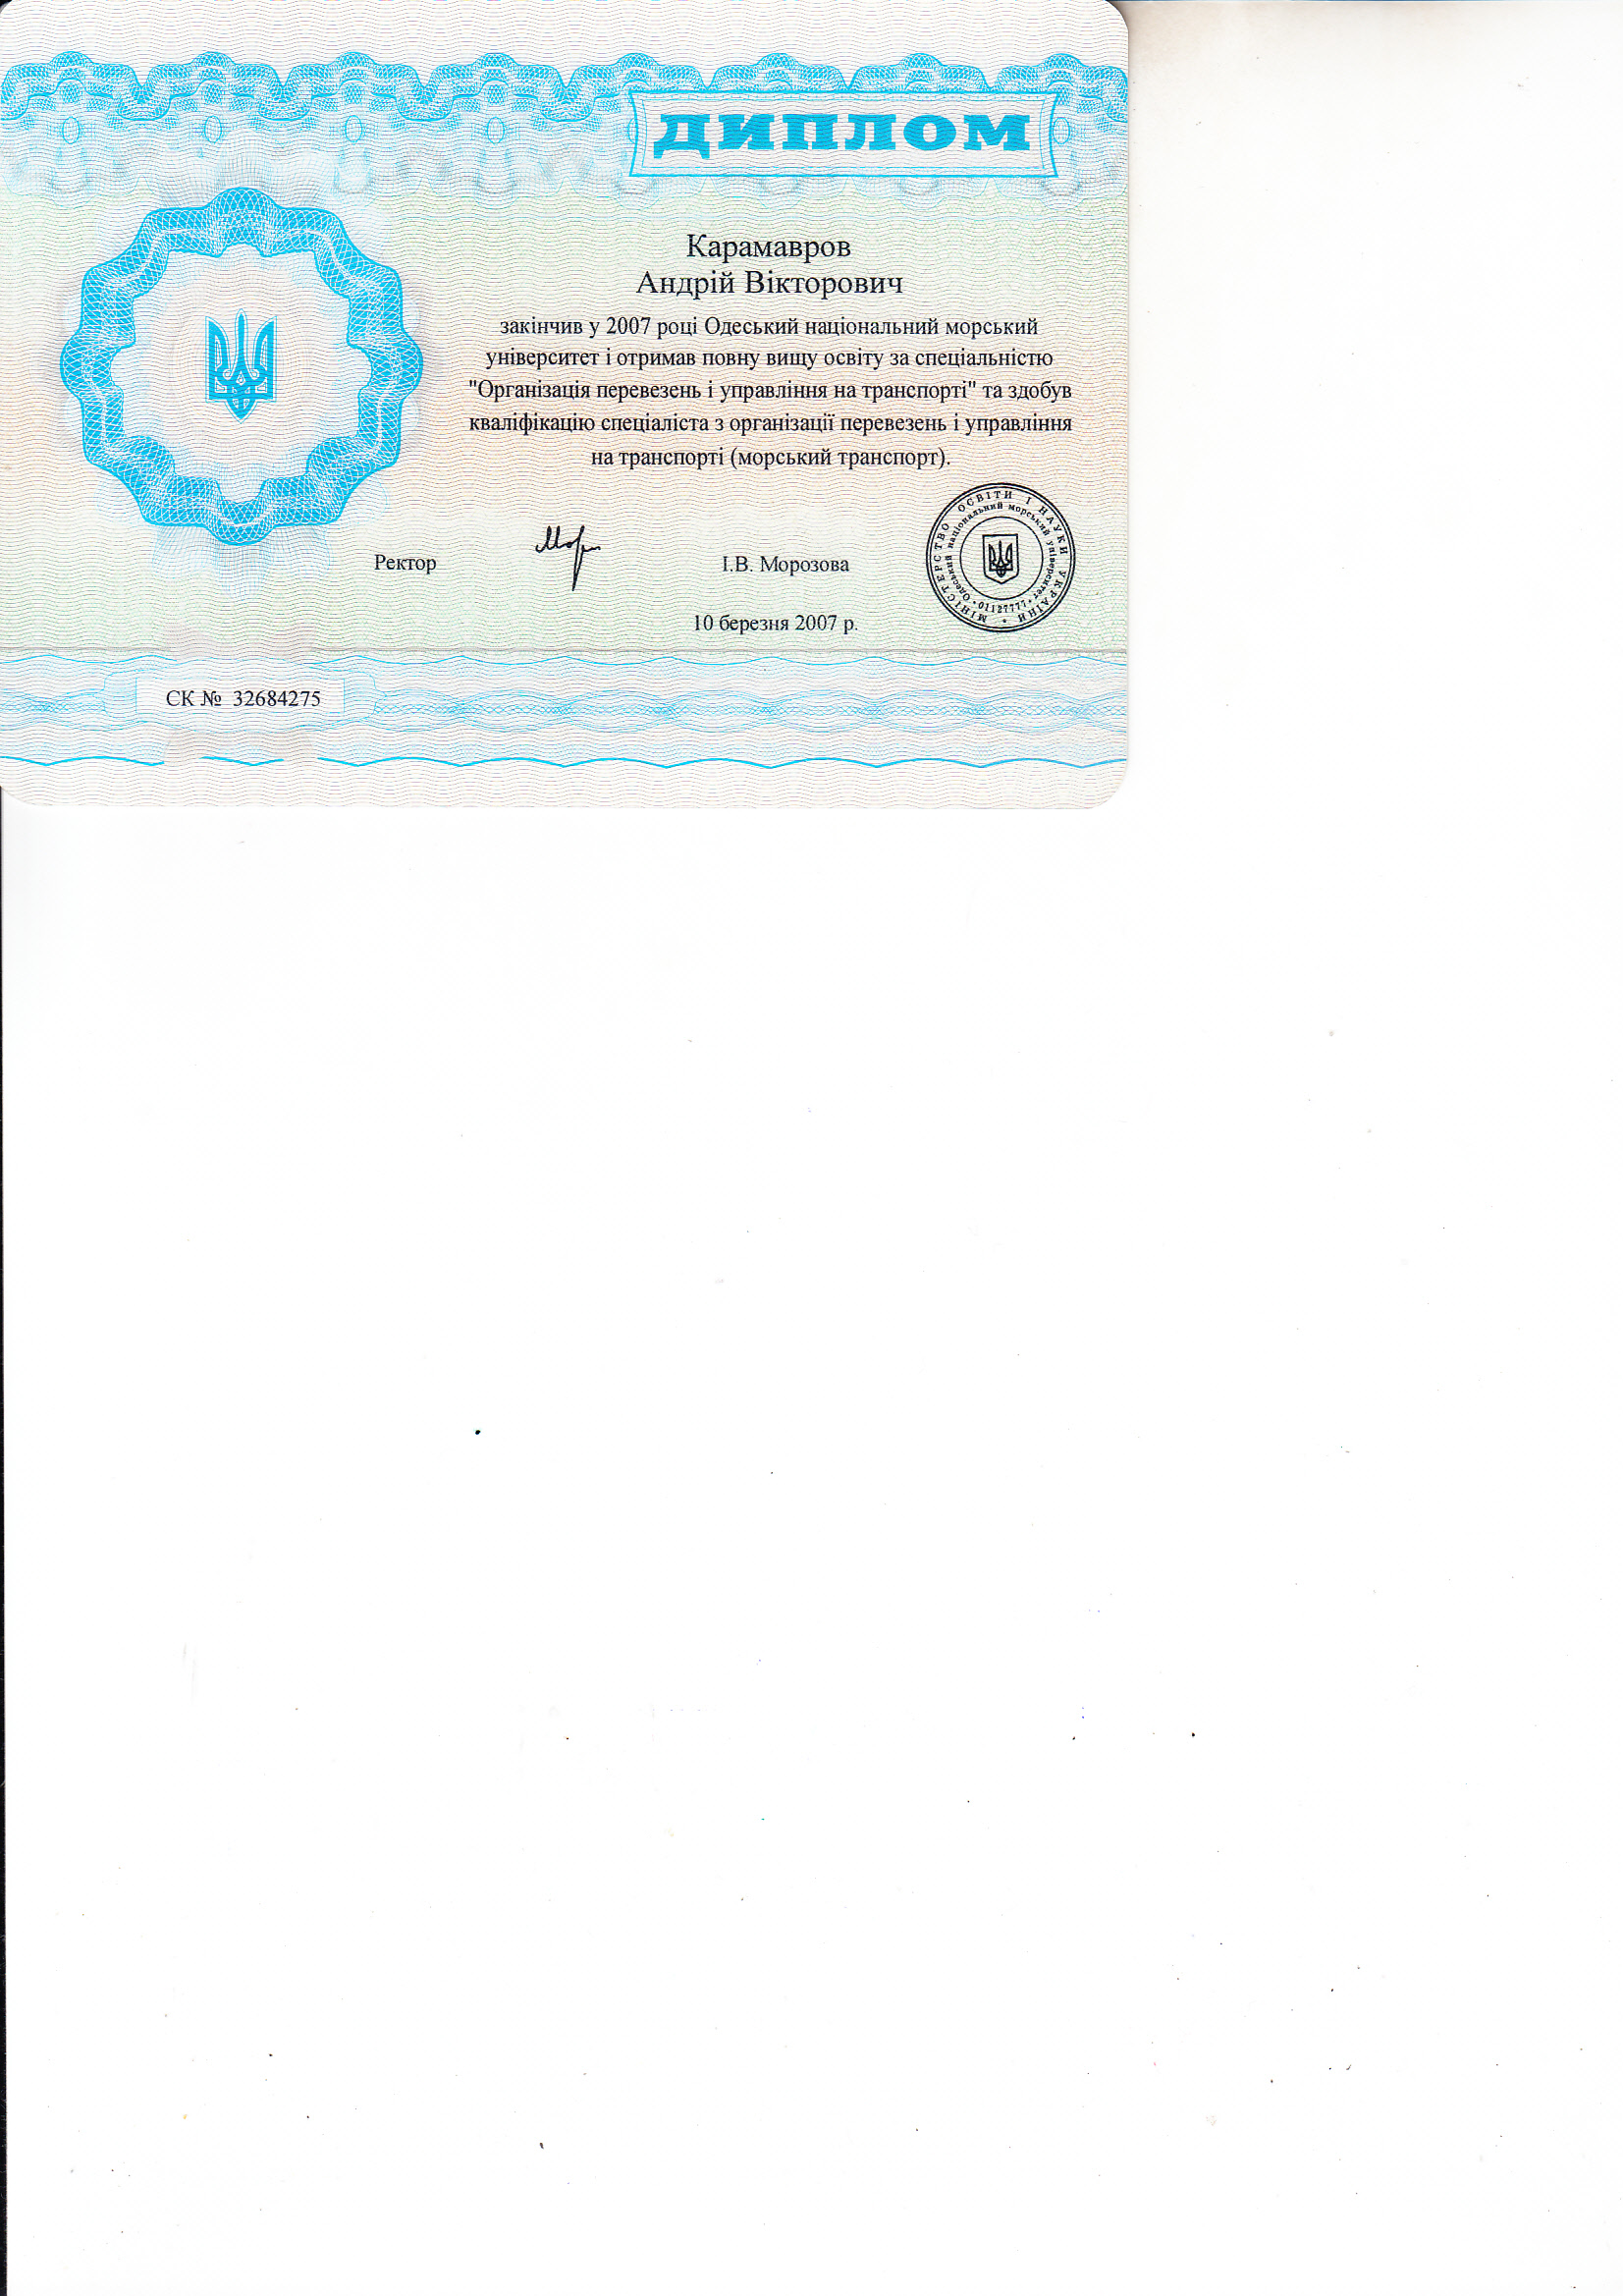 ДИПЛОМ
Карамавров
Андрій Вікторович
закінчив у 2007 році Одеський національний морський
університет і отримав повну вищу освіту за спеціальністю
"Організація перевезень і управління на транспорті" та здобув
кваліфікацію спеціаліста з організації перевезень і управління
на транспорті (морський транспорт).
Ректор
І.В. Морозова
10 березня 2007 р.
МІНІСТЕРСТВО ОСВІТИ І НАУКИ УКРАЇНИ
Одеський національний морський університет
01127777
СК № 32684275